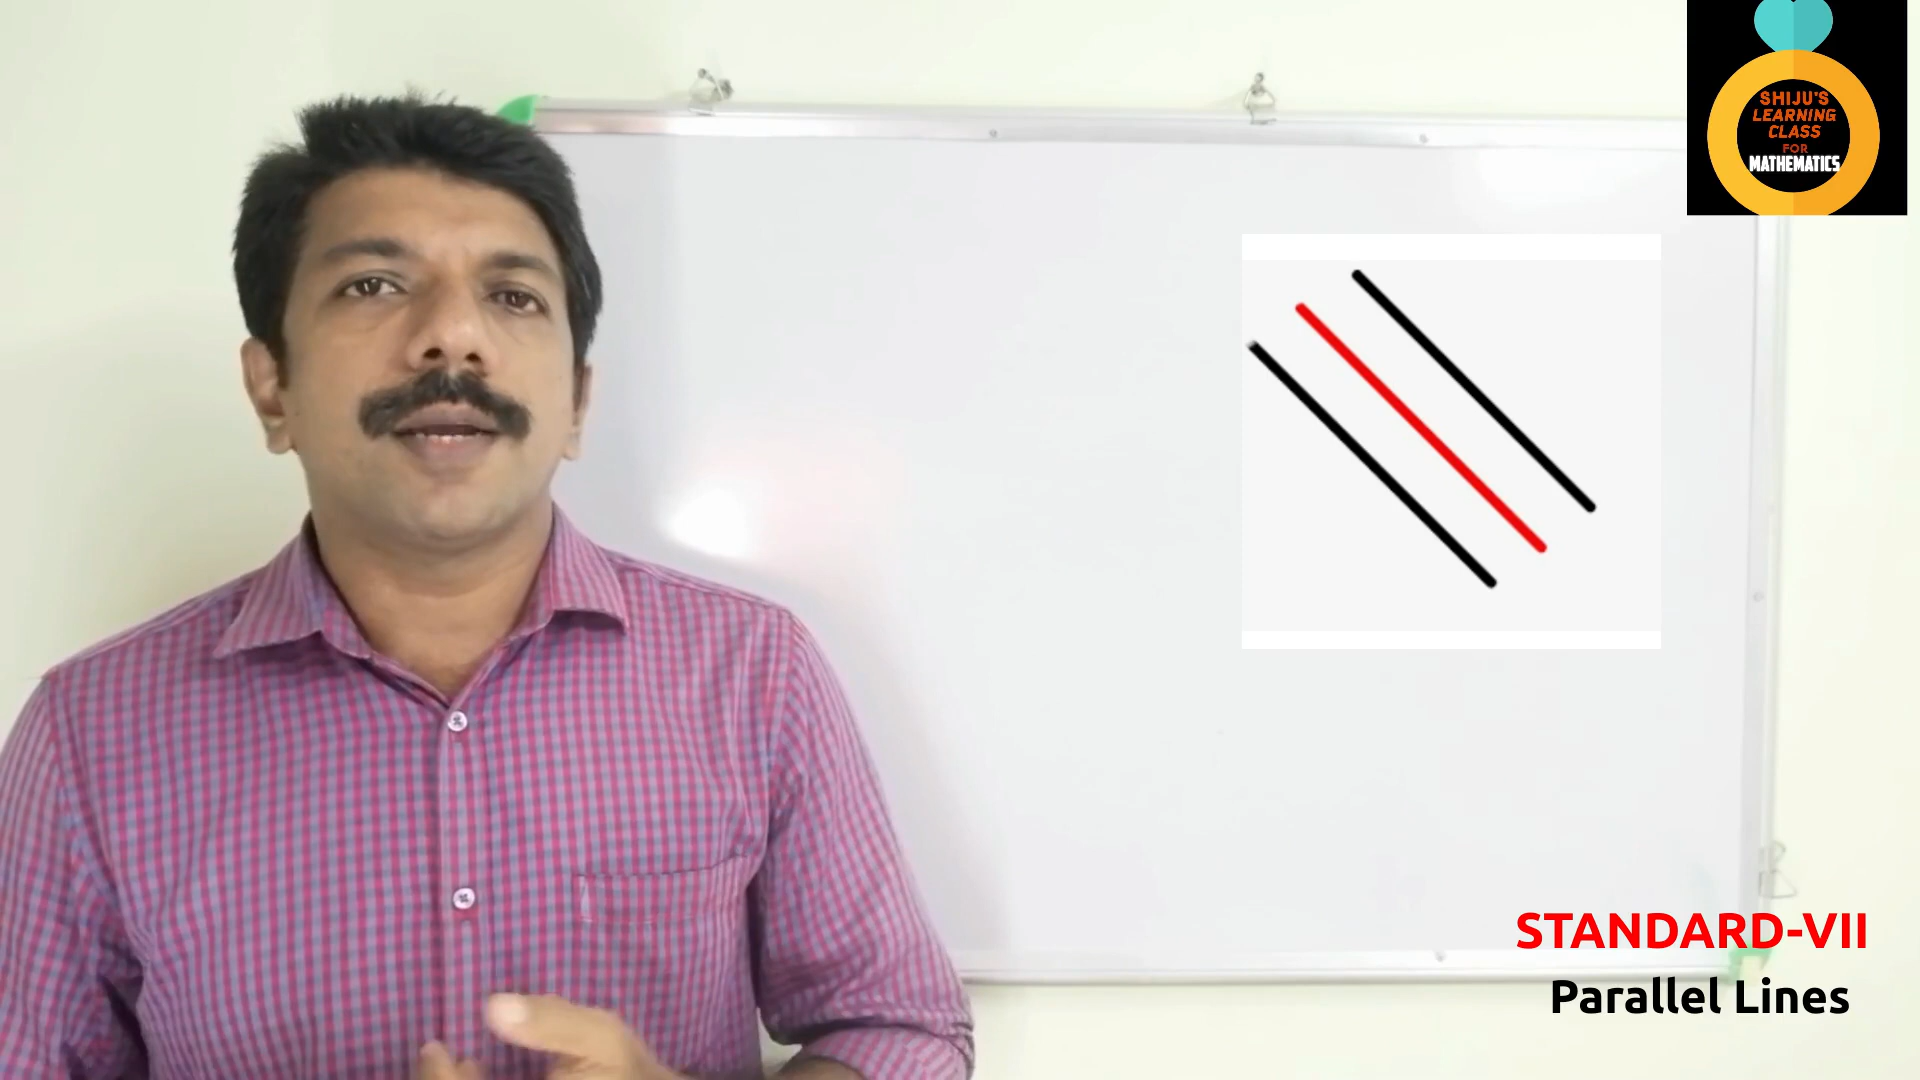 SHIJU'S
LEARNING
CLASS
FOR
MATHEMATICS
STANDARD-VII
Parallel Lines